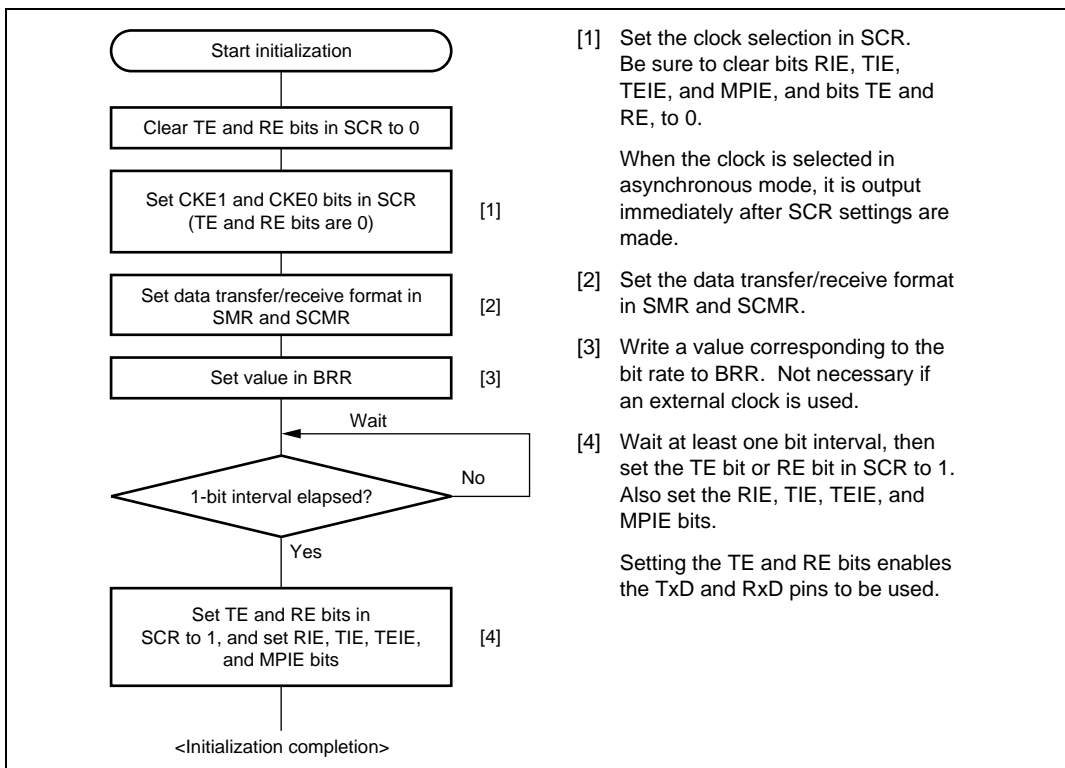 Start initialization
Clear TE and RE bits in SCR to 0
Set CKE1 and CKE0 bits in SCR
(TE and RE bits are 0)
[1]
Set data transfer/receive format in
SMR and SCMR
[2]
Set value in BRR
[3]
Wait
1-bit interval elapsed?
No
Yes
Set TE and RE bits in
SCR to 1, and set RIE, TIE, TEIE,
and MPIE bits
[4]
<Initialization completion>
[1] Set the clock selection in SCR.
Be sure to clear bits RIE, TIE,
TEIE, and MPIE, and bits TE and
RE, to 0.
When the clock is selected in
asynchronous mode, it is output
immediately after SCR settings are
made.
[2] Set the data transfer/receive format
in SMR and SCMR.
[3] Write a value corresponding to the
bit rate to BRR. Not necessary if
an external clock is used.
[4] Wait at least one bit interval, then
set the TE bit or RE bit in SCR to 1.
Also set the RIE, TIE, TEIE, and
MPIE bits.
Setting the TE and RE bits enables
the TxD and RxD pins to be used.